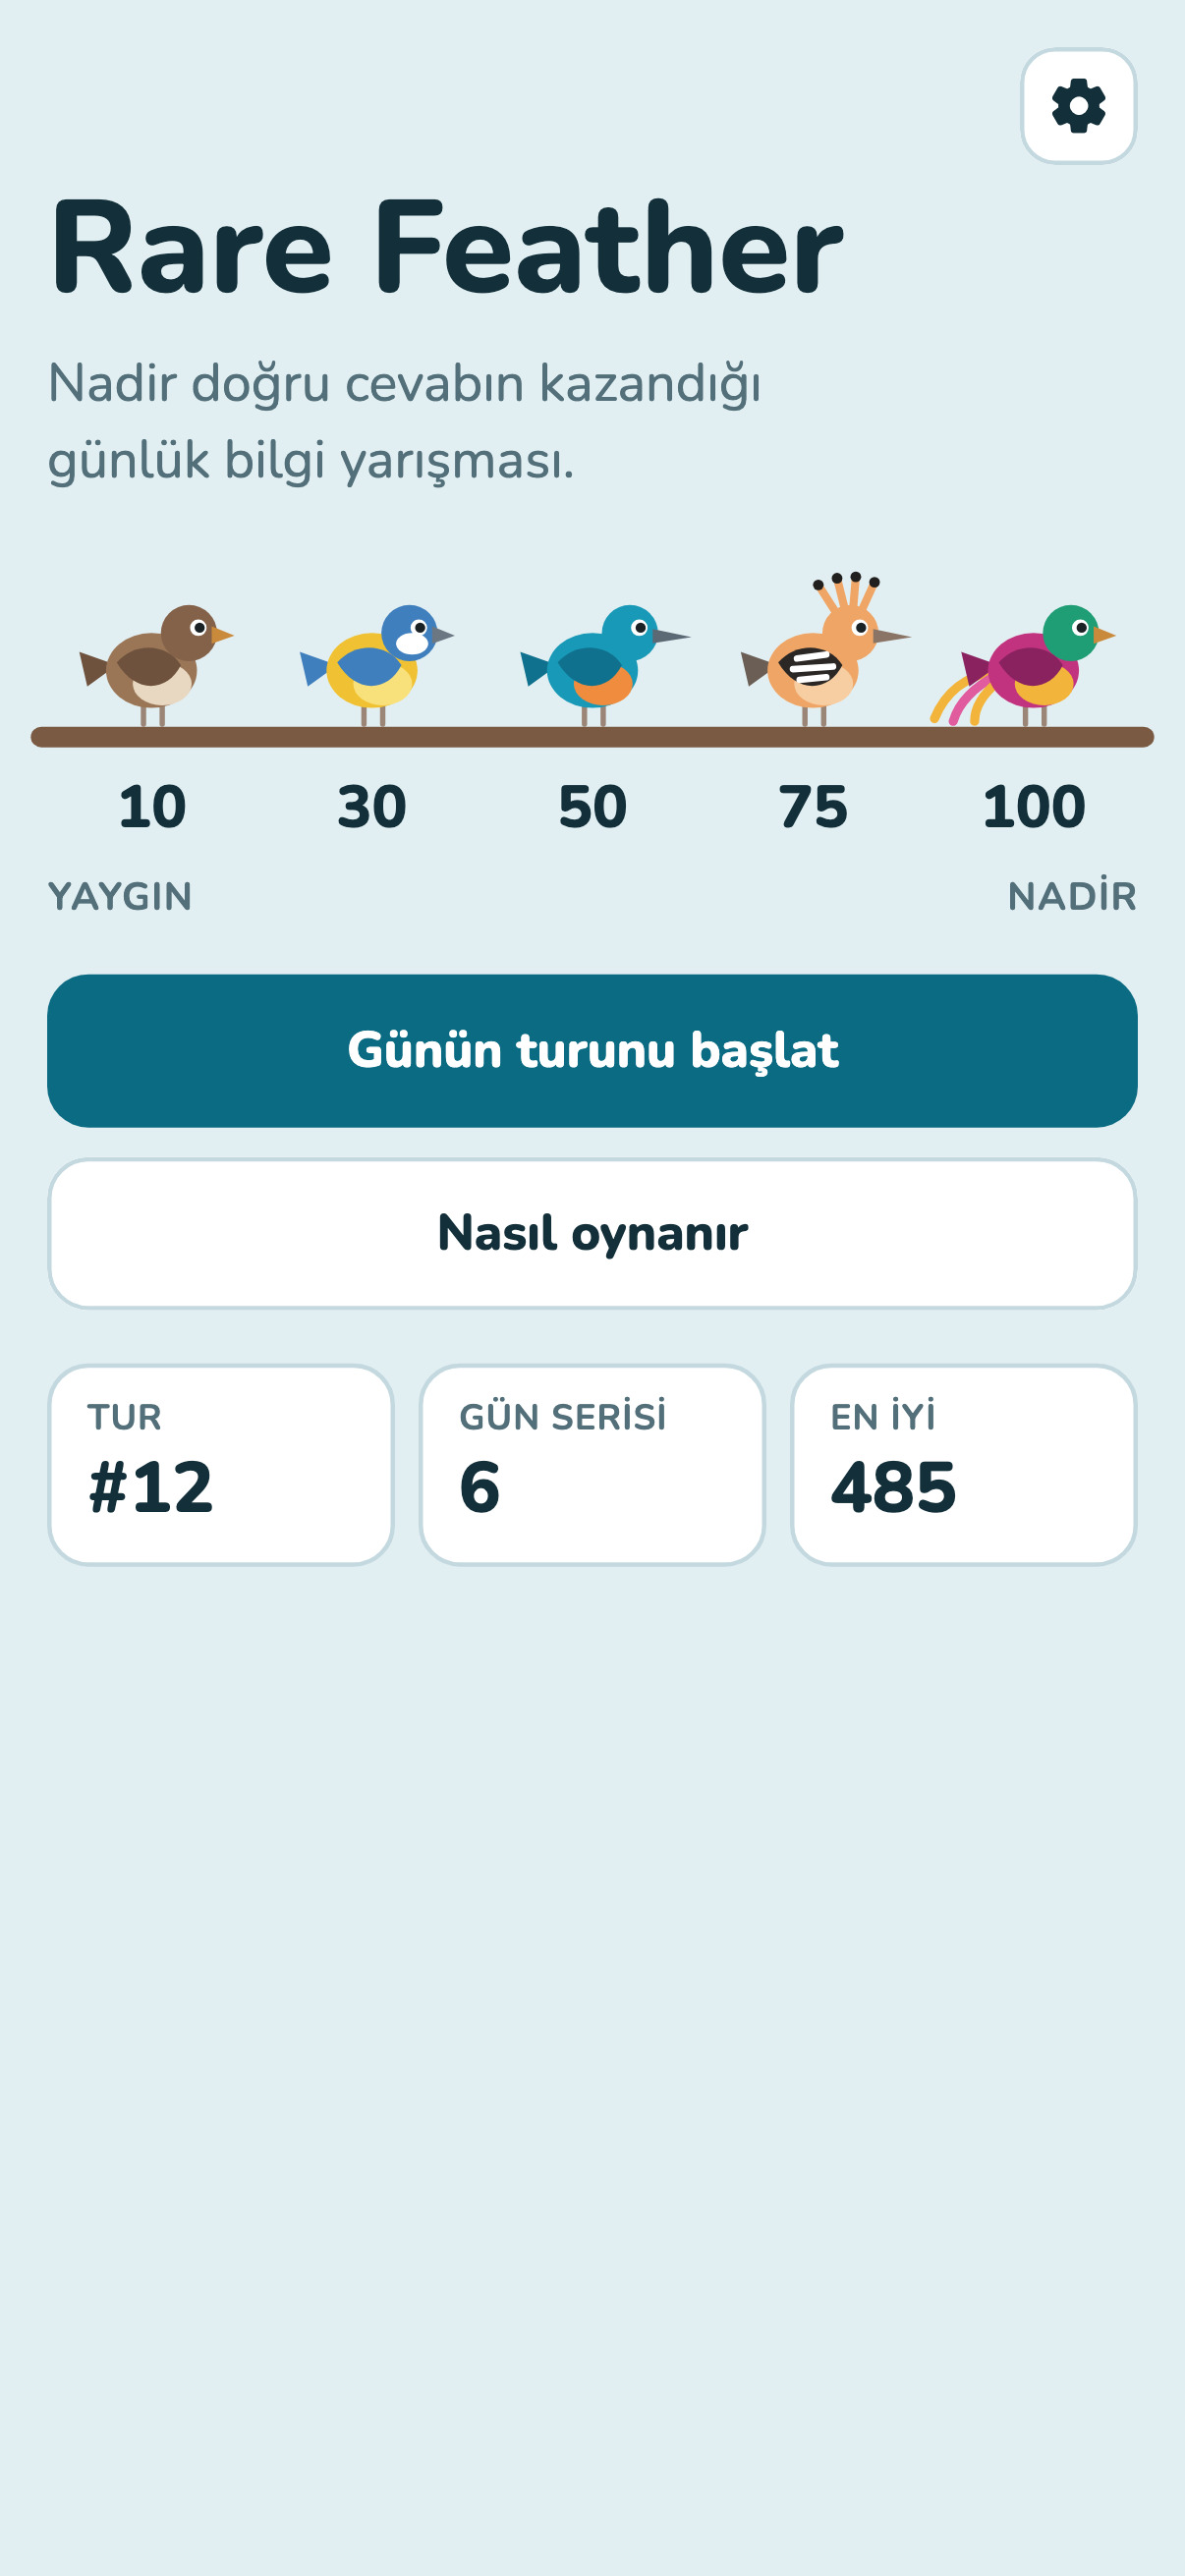 Rare Feather
Nadir doğru cevabın kazandığı
günlük bilgi yarışması.
10 30 50 75 100
YAYGIN NADİR
Günün turunu başlat
Nasıl oynanır
TUR GÜN SERİSİ EN İYİ
#12 6 485